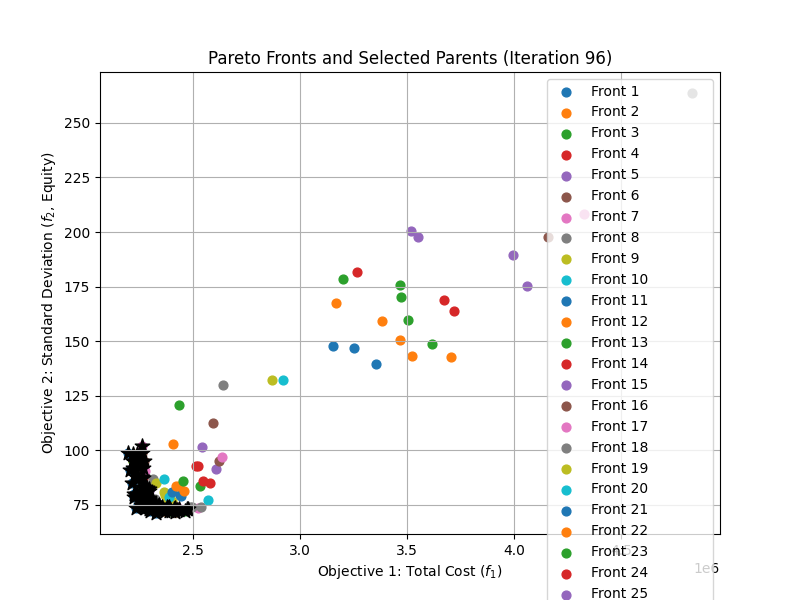 Pareto Fronts and Selected Parents (Iteration 96)
Objective 2: Standard Deviation (f₂, Equity)
250
225
200
175
150
125
100
75
2.5
3.0
3.5
4.0
4.5
1e6
Objective 1: Total Cost (f₁)
Front 1
Front 2
Front 3
Front 4
Front 5
Front 6
Front 7
Front 8
Front 9
Front 10
Front 11
Front 12
Front 13
Front 14
Front 15
Front 16
Front 17
Front 18
Front 19
Front 20
Front 21
Front 22
Front 23
Front 24
Front 25